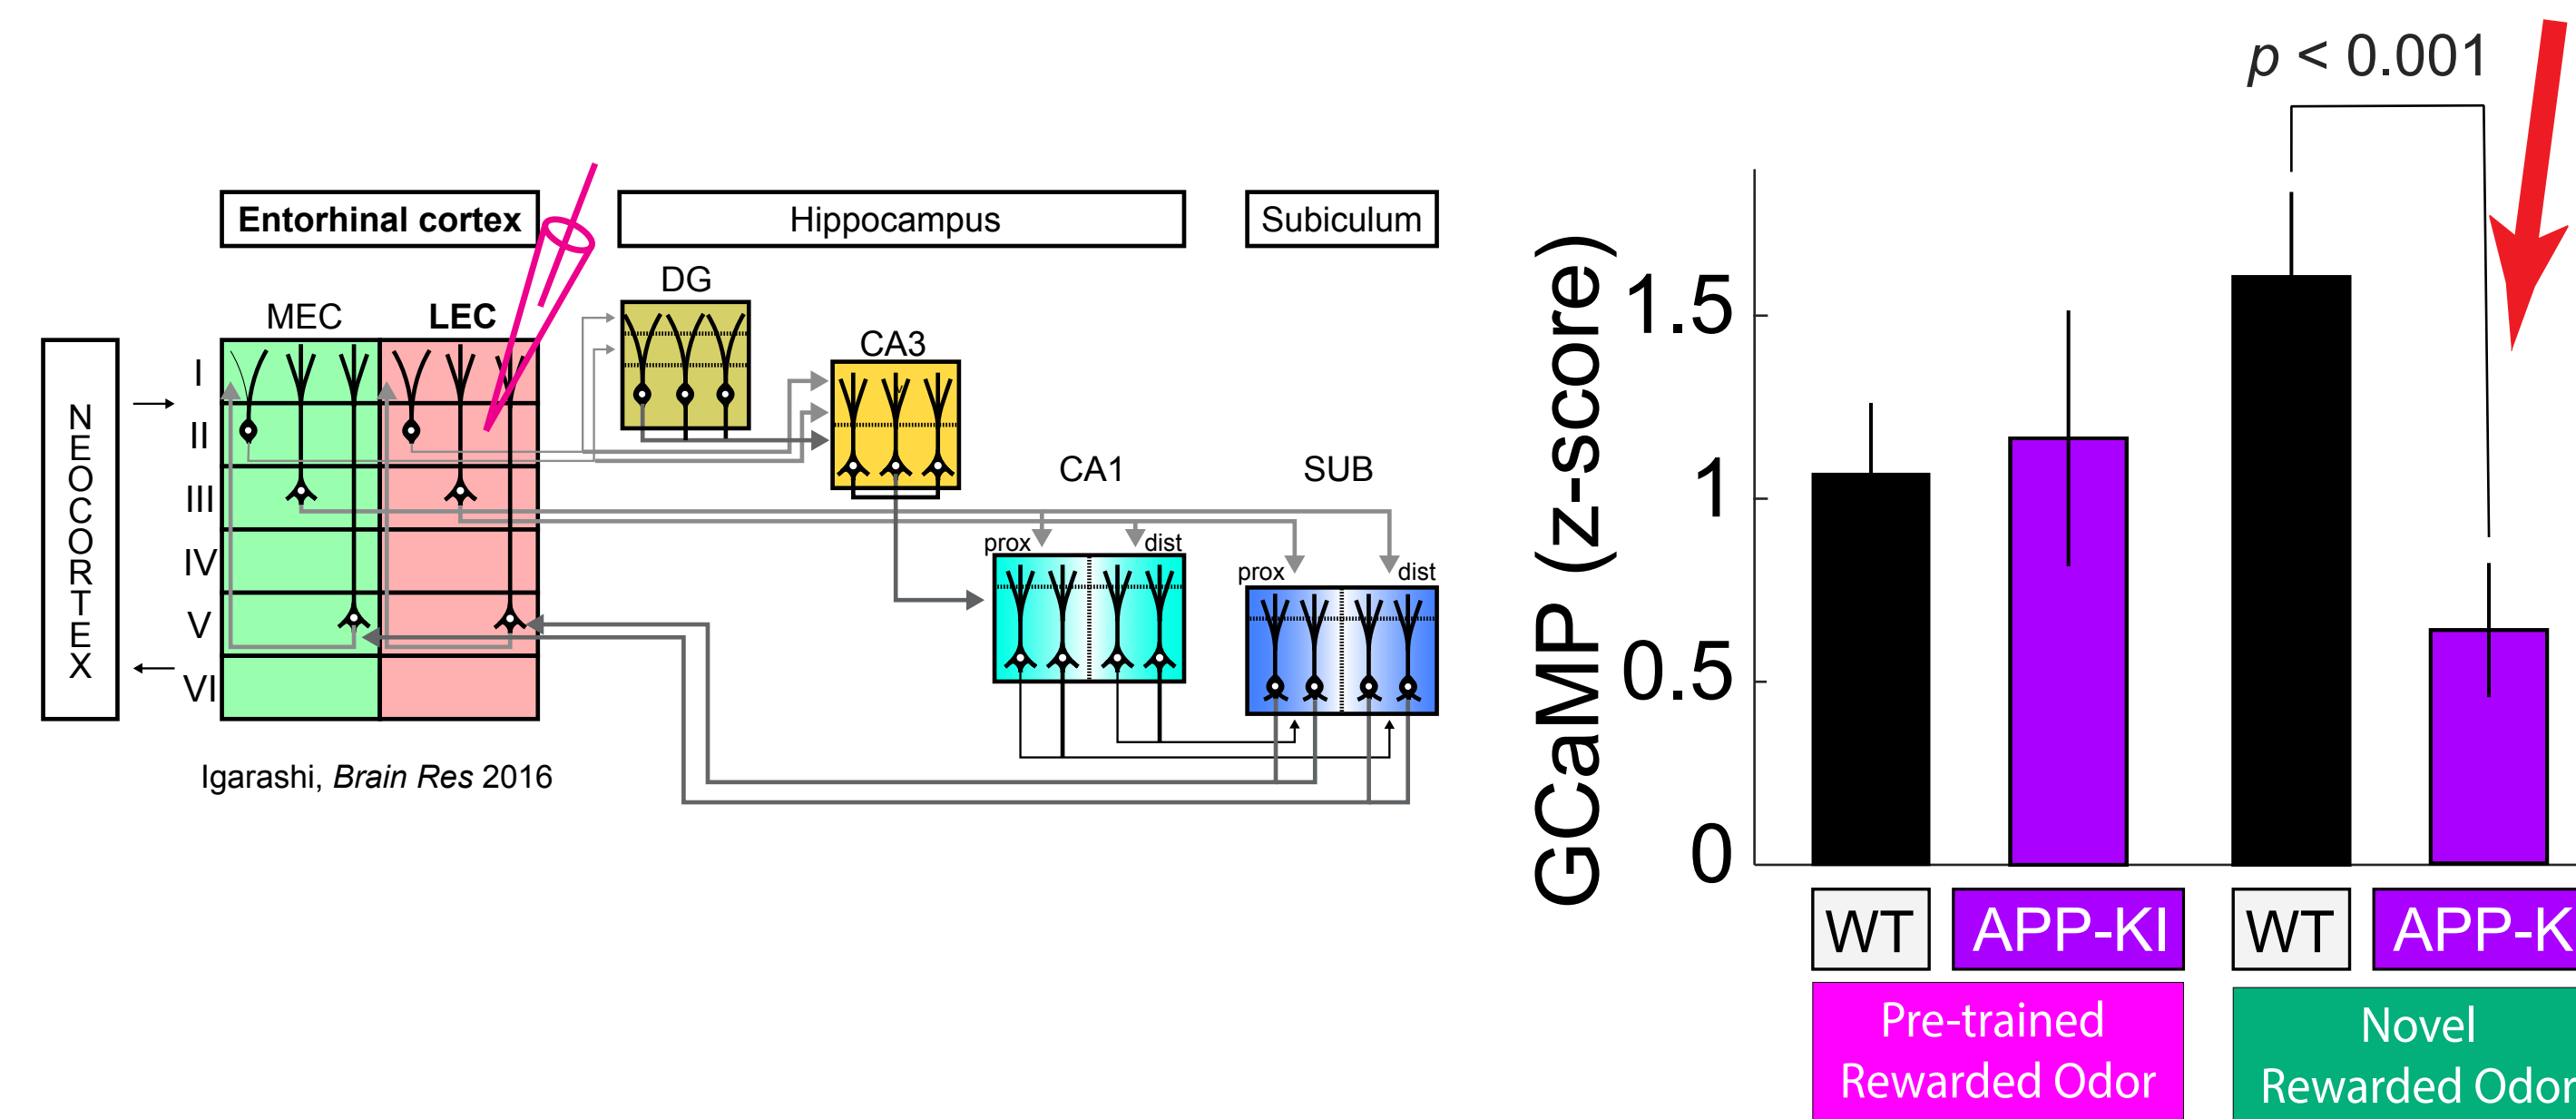 Entorhinal cortex
Hippocampus
Subiculum
MEC
LEC
DG
CA3
CA1
SUB
NEOCORTEX
I
II
III
IV
V
VI
prox
dist
prox
dist
Igarashi, Brain Res 2016
p < 0.001
GCaMP (z-score)
1.5
1
0.5
0
WT
APP-KI
WT
APP-K
Pre-trained
Rewarded Odor
Novel
Rewarded Odor